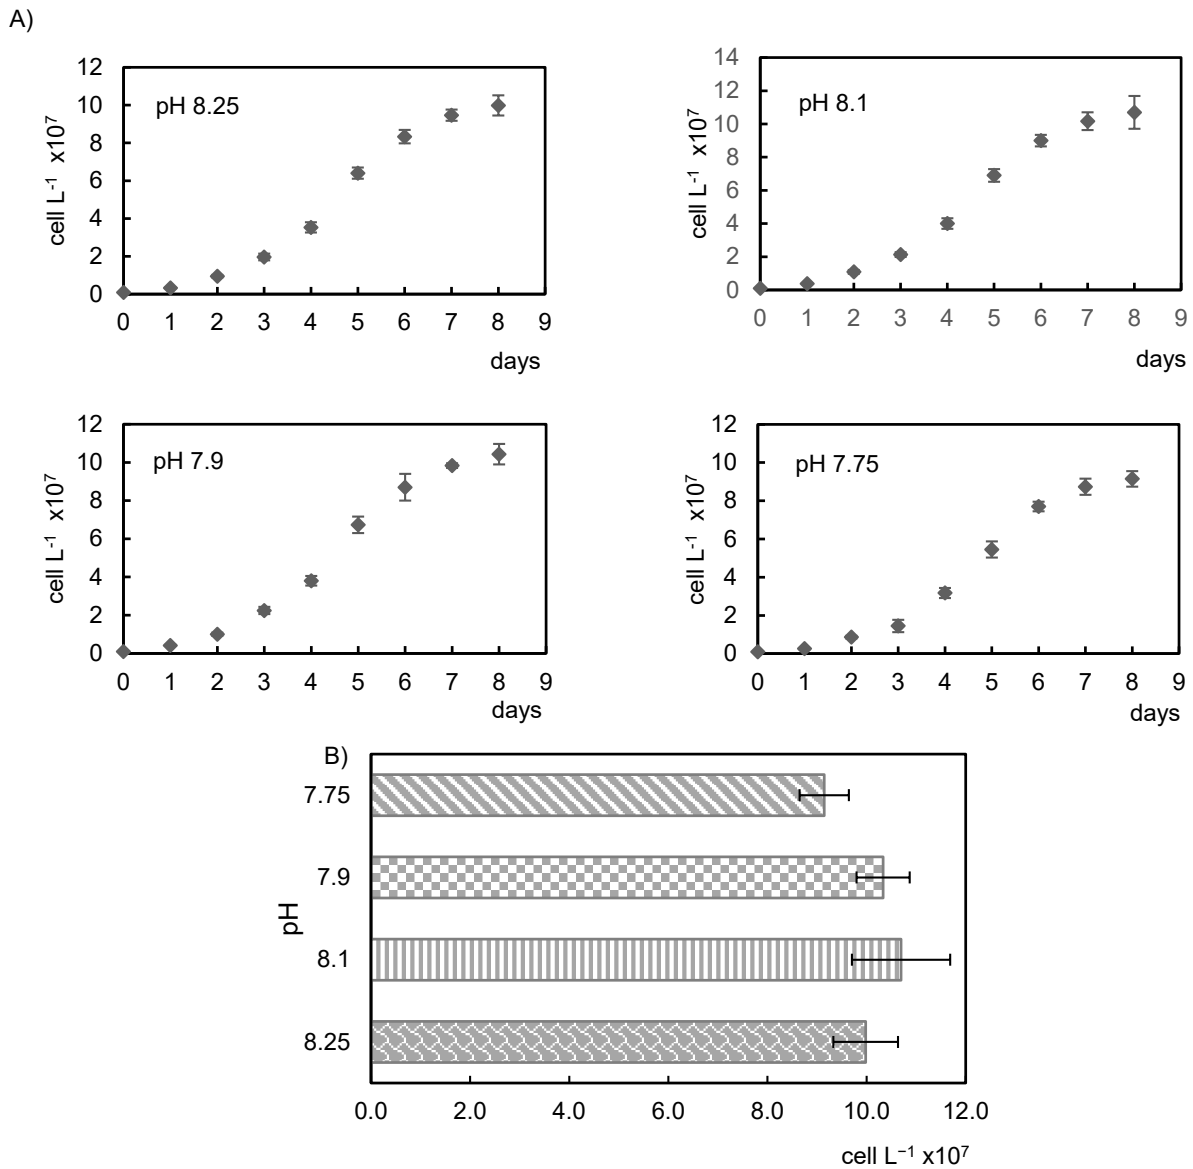 A)
12
10
8
6
4
2
0
cell L⁻¹ x10⁷
pH 8.25
0 1 2 3 4 5 6 7 8 9
days
14
12
10
8
6
4
2
0
cell L⁻¹ x10⁷
pH 8.1
0 1 2 3 4 5 6 7 8 9
days
12
10
8
6
4
2
0
cell L⁻¹ x10⁷
pH 7.9
0 1 2 3 4 5 6 7 8 9
days
12
10
8
6
4
2
0
cell L⁻¹ x10⁷
pH 7.75
0 1 2 3 4 5 6 7 8 9
days
B)
7.75
7.9
8.1
8.25
pH
0.0 2.0 4.0 6.0 8.0 10.0 12.0
cell L⁻¹ x10⁷